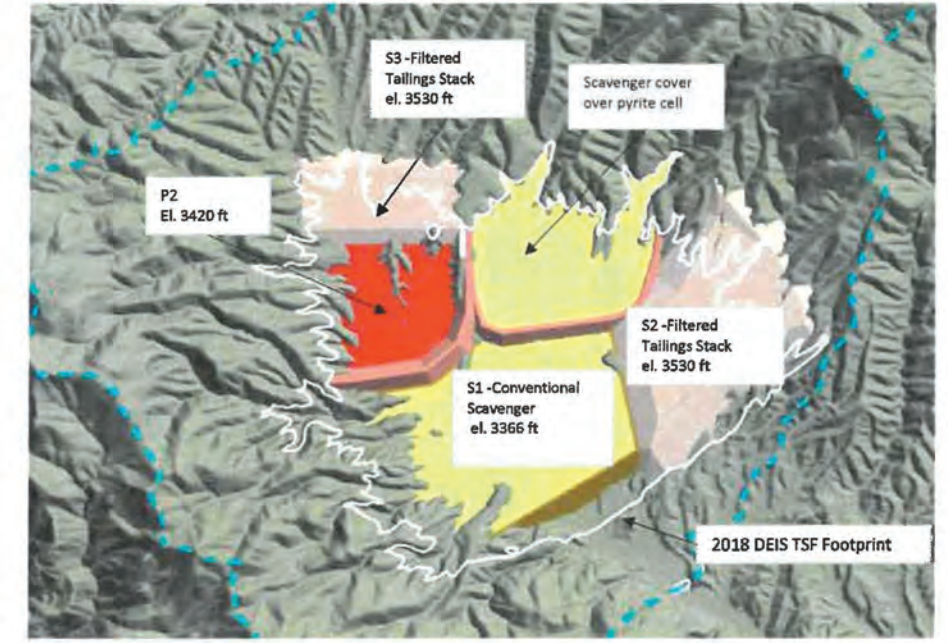 S3 -Filtered
Tailings Stack
el. 3530 ft
Scavenger cover
over pyrite cell
P2
El. 3420 ft
S2 -Filtered
Tailings Stack
el. 3530 ft
S1 -Conventional
Scavenger
el. 3366 ft
2018 DEIS TSF Footprint